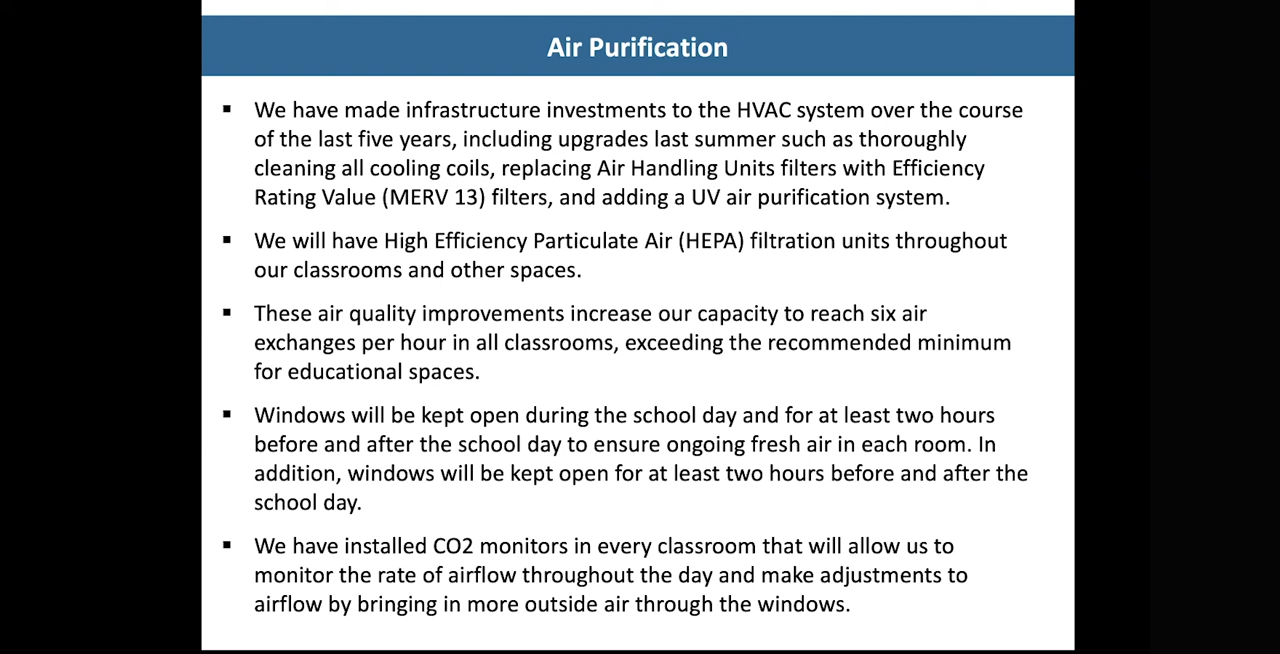 Air Purification
▪ We have made infrastructure investments to the HVAC system over the course
of the last five years, including upgrades last summer such as thoroughly
cleaning all cooling coils, replacing Air Handling Units filters with Efficiency
Rating Value (MERV 13) filters, and adding a UV air purification system.
▪ We will have High Efficiency Particulate Air (HEPA) filtration units throughout
our classrooms and other spaces.
▪ These air quality improvements increase our capacity to reach six air
exchanges per hour in all classrooms, exceeding the recommended minimum
for educational spaces.
▪ Windows will be kept open during the school day and for at least two hours
before and after the school day to ensure ongoing fresh air in each room. In
addition, windows will be kept open for at least two hours before and after the
school day.
▪ We have installed CO2 monitors in every classroom that will allow us to
monitor the rate of airflow throughout the day and make adjustments to
airflow by bringing in more outside air through the windows.